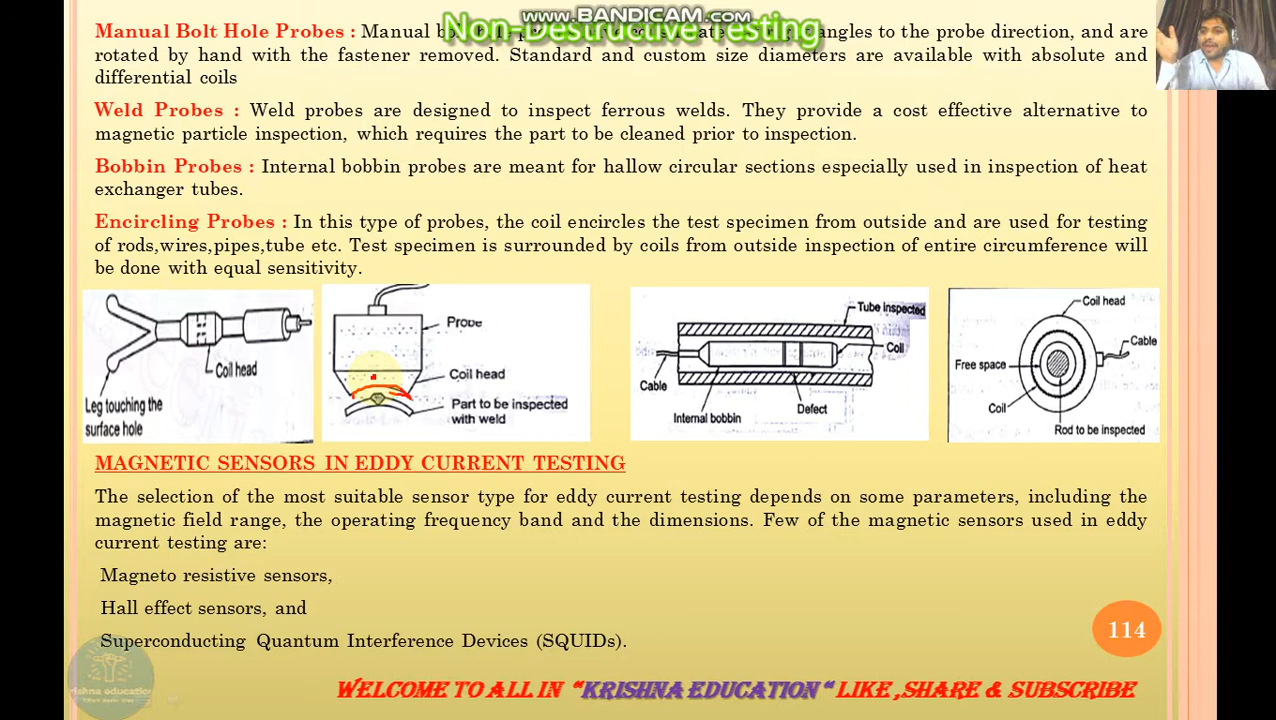 www.BANDICAM.com
Non-Destructive Testing
Manual Bolt Hole Probes : Manual angles to the probe direction, and are
rotated by hand with the fastener removed. Standard and custom size diameters are available with absolute and
differential coils
Weld Probes : Weld probes are designed to inspect ferrous welds. They provide a cost effective alternative to
magnetic particle inspection, which requires the part to be cleaned prior to inspection.
Bobbin Probes : Internal bobbin probes are meant for hallow circular sections especially used in inspection of heat
exchanger tubes.
Encircling Probes : In this type of probes, the coil encircles the test specimen from outside and are used for testing
of rods,wires,pipes,tube etc. Test specimen is surrounded by coils from outside inspection of entire circumference will
be done with equal sensitivity.
Coil head
Leg touching the
surface hole
Probe
Coil head
Part to be inspected
with weld
Tube inspected
Coil
Cable
Internal bobbin
Defect
Coil head
Cable
Free space
Coil
Rod to be inspected
MAGNETIC SENSORS IN EDDY CURRENT TESTING
The selection of the most suitable sensor type for eddy current testing depends on some parameters, including the
magnetic field range, the operating frequency band and the dimensions. Few of the magnetic sensors used in eddy
current testing are:
Magneto resistive sensors,
Hall effect sensors, and
Superconducting Quantum Interference Devices (SQUIDs).
114
WELCOME TO ALL IN "KRISHNA EDUCATION" LIKE ,SHARE & SUBSCRIBE